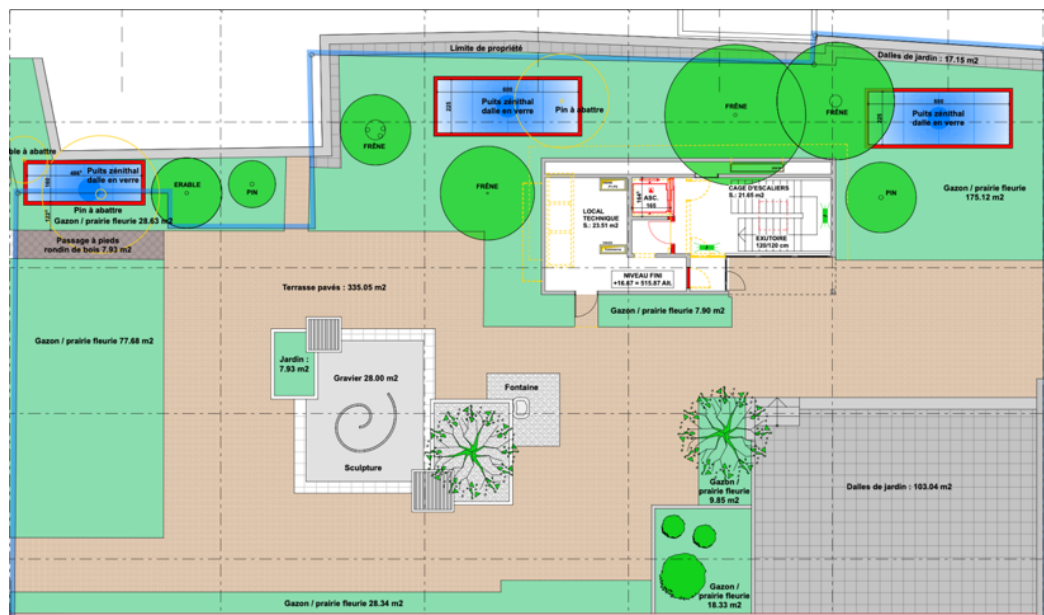 Limite de propriété
Dalles de jardin : 17.15 m2
600
225
Puits zénithal
dalle en verre
Pin à abattre
FRÊNE
FRÊNE
600
225
Puits zénithal
dalle en verre
FRÊNE
ble à abattre
Puits zénithal
dalle en verre
Pin à abattre
Gazon / prairie fleurie 28.63 m2
ERABLE
PIN
FRÊNE
PIN
Gazon / prairie fleurie
175.12 m2
Passage à pieds
rondin de bois 7.93 m2
LOCAL
TECHNIQUE
S.: 23.51 m2
ASC.
165
CAGE D'ESCALIERS
S.: 21.65 m2
EXUTOIRE
120/120 cm
NIVEAU FINI
+16.67 = 515.87 Alt.
Terrasse pavés : 335.05 m2
Gazon / prairie fleurie 7.90 m2
Gazon / prairie fleurie 77.68 m2
Jardin :
7.93 m2
Gravier 28.00 m2
Fontaine
Sculpture
Gazon /
prairie fleurie
9.85 m2
Dalles de jardin : 103.04 m2
Gazon /
prairie fleurie
18.33 m2
Gazon / prairie fleurie 28.34 m2